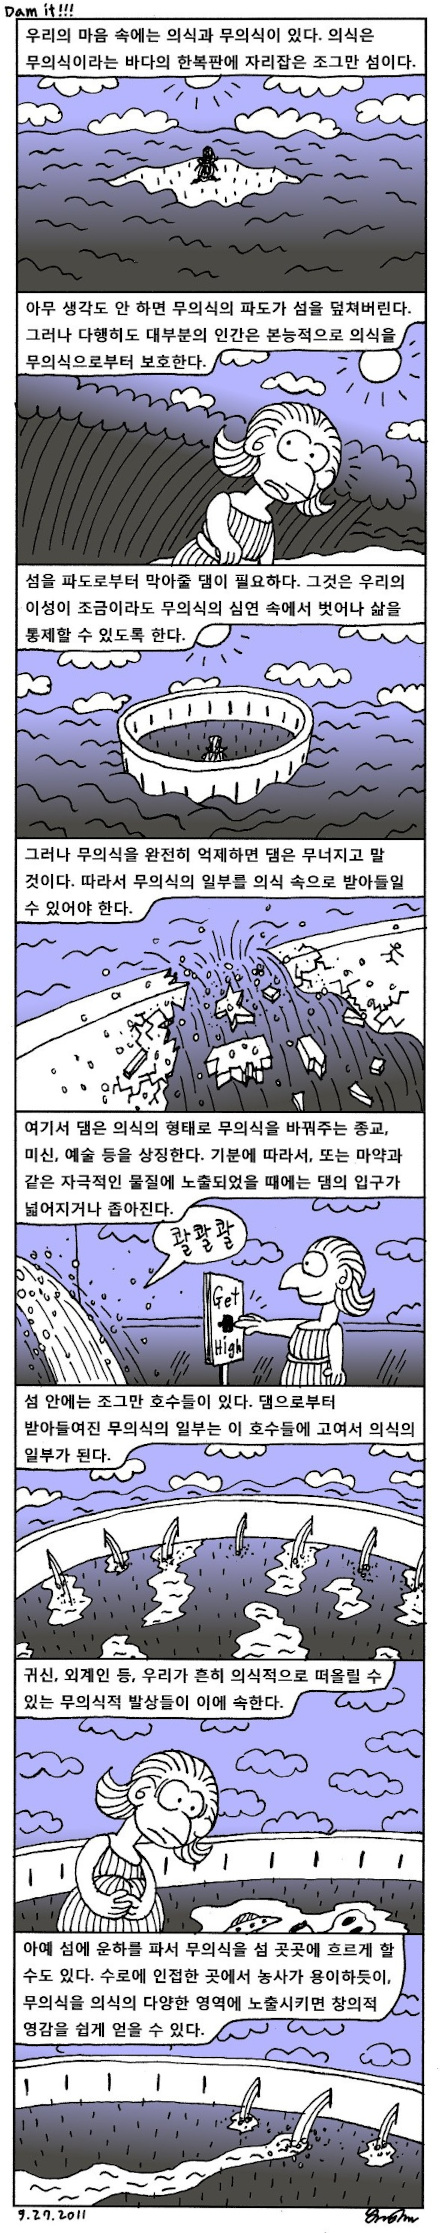 Dam it!!!
우리의 마음 속에는 의식과 무의식이 있다. 의식은
무의식이라는 바다의 한복판에 자리잡은 조그만 섬이다.
아무 생각도 안 하면 무의식의 파도가 섬을 덮쳐버린다.
그러나 다행히도 대부분의 인간은 본능적으로 의식을
무의식으로부터 보호한다.
섬을 파도로부터 막아줄 댐이 필요하다. 그것은 우리의
이성이 조금이라도 무의식의 심연 속에서 벗어나 삶을
통제할 수 있도록 한다.
그러나 무의식을 완전히 억제하면 댐은 무너지고 말
것이다. 따라서 무의식의 일부를 의식 속으로 받아들일
수 있어야 한다.
여기서 댐은 의식의 형태로 무의식을 바꿔주는 종교,
미신, 예술 등을 상징한다. 기분에 따라서, 또는 마약과
같은 자극적인 물질에 노출되었을 때에는 댐의 입구가
넓어지거나 좁아진다.
콸콸콸
Get
High
섬 안에는 조그만 호수들이 있다. 댐으로부터
받아들여진 무의식의 일부는 이 호수들에 고여서 의식의
일부가 된다.
귀신, 외계인 등, 우리가 흔히 의식적으로 떠올릴 수
있는 무의식적 발상들이 이에 속한다.
아예 섬에 운하를 파서 무의식을 섬 곳곳에 흐르게 할
수도 있다. 수로에 인접한 곳에서 농사가 용이하듯이,
무의식을 의식의 다양한 영역에 노출시키면 창의적
영감을 쉽게 얻을 수 있다.
9.27.2011